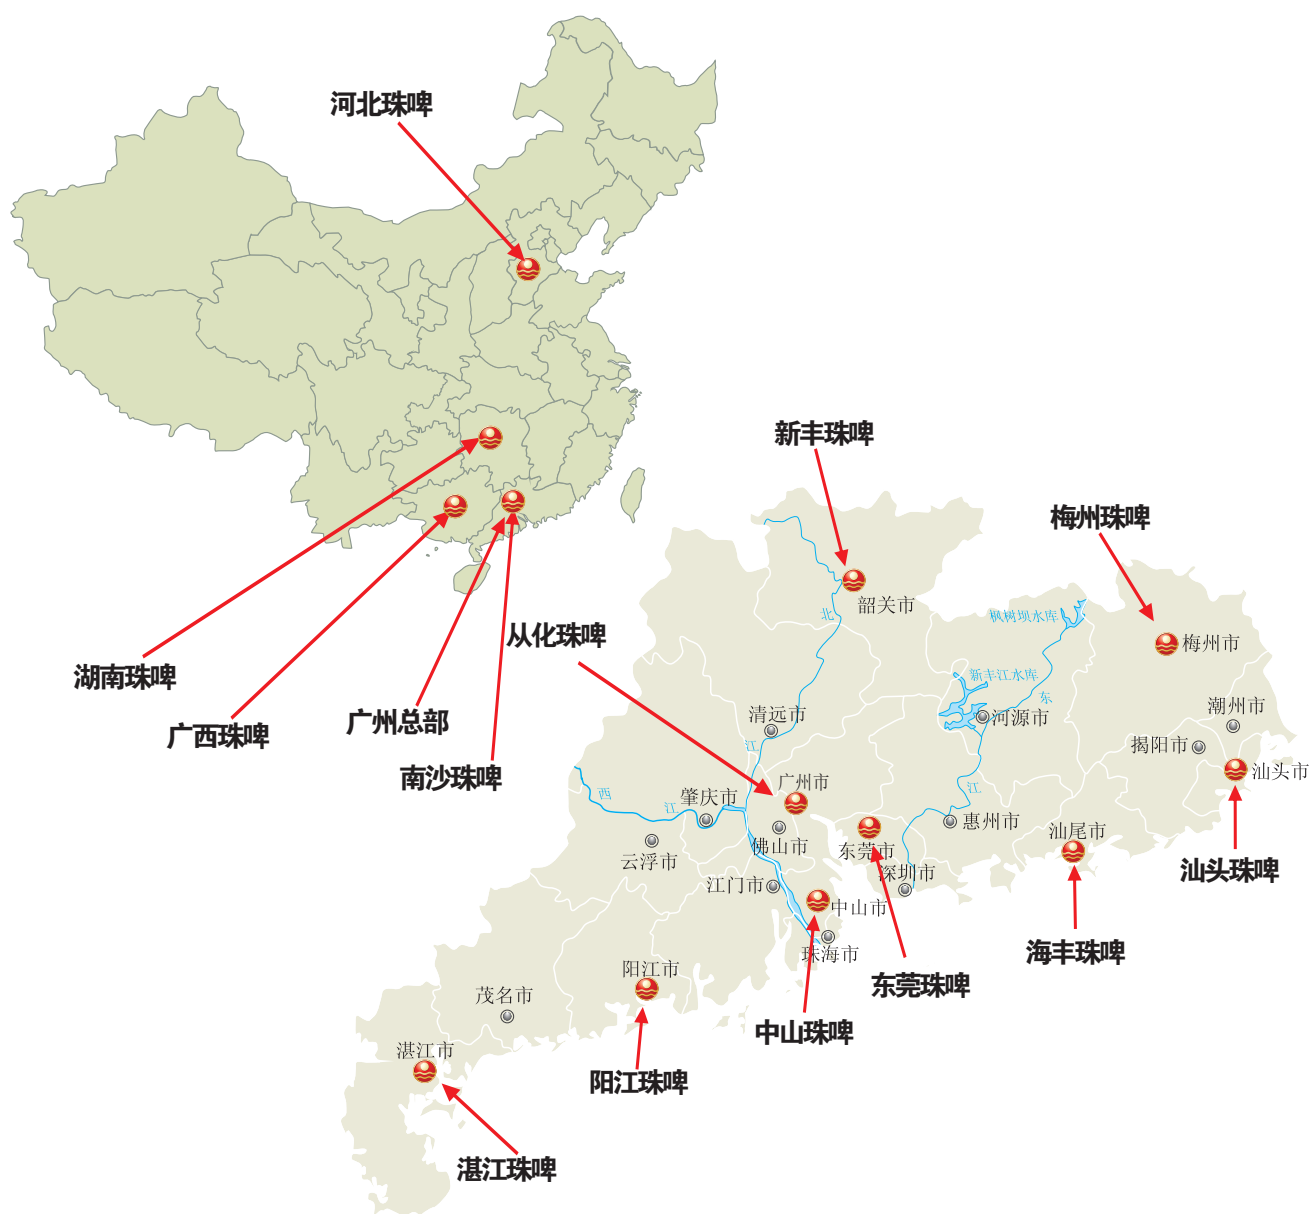 河北珠啤
新丰珠啤
梅州珠啤
韶关市
北
枫树坝水库
从化珠啤
梅州市
湖南珠啤
新丰江水库
东
广西珠啤
广州总部
清远市
河源市
潮州市
江
揭阳市
南沙珠啤
汕头市
广州市
西
江
肇庆市
江
惠州市
汕尾市
云浮市
佛山市
东莞市
汕头珠啤
江门市
深圳市
中山市
珠海市
海丰珠啤
阳江市
东莞珠啤
茂名市
中山珠啤
湛江市
阳江珠啤
湛江珠啤